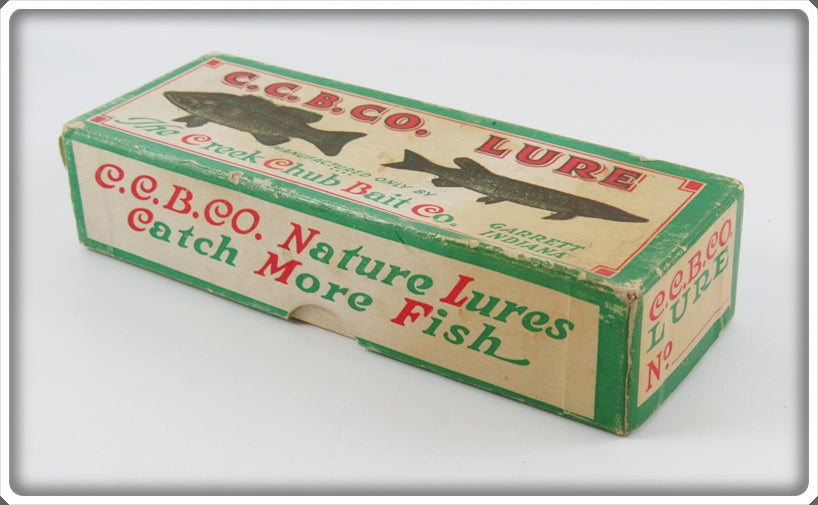 C.C.B.CO. LURE
MANUFACTURED ONLY BY
The Creek Chub Bait Co.
GARRETT
INDIANA
C.C.B.CO. Nature Lures
Catch More Fish
C.C.B.CO.
LURE
No.